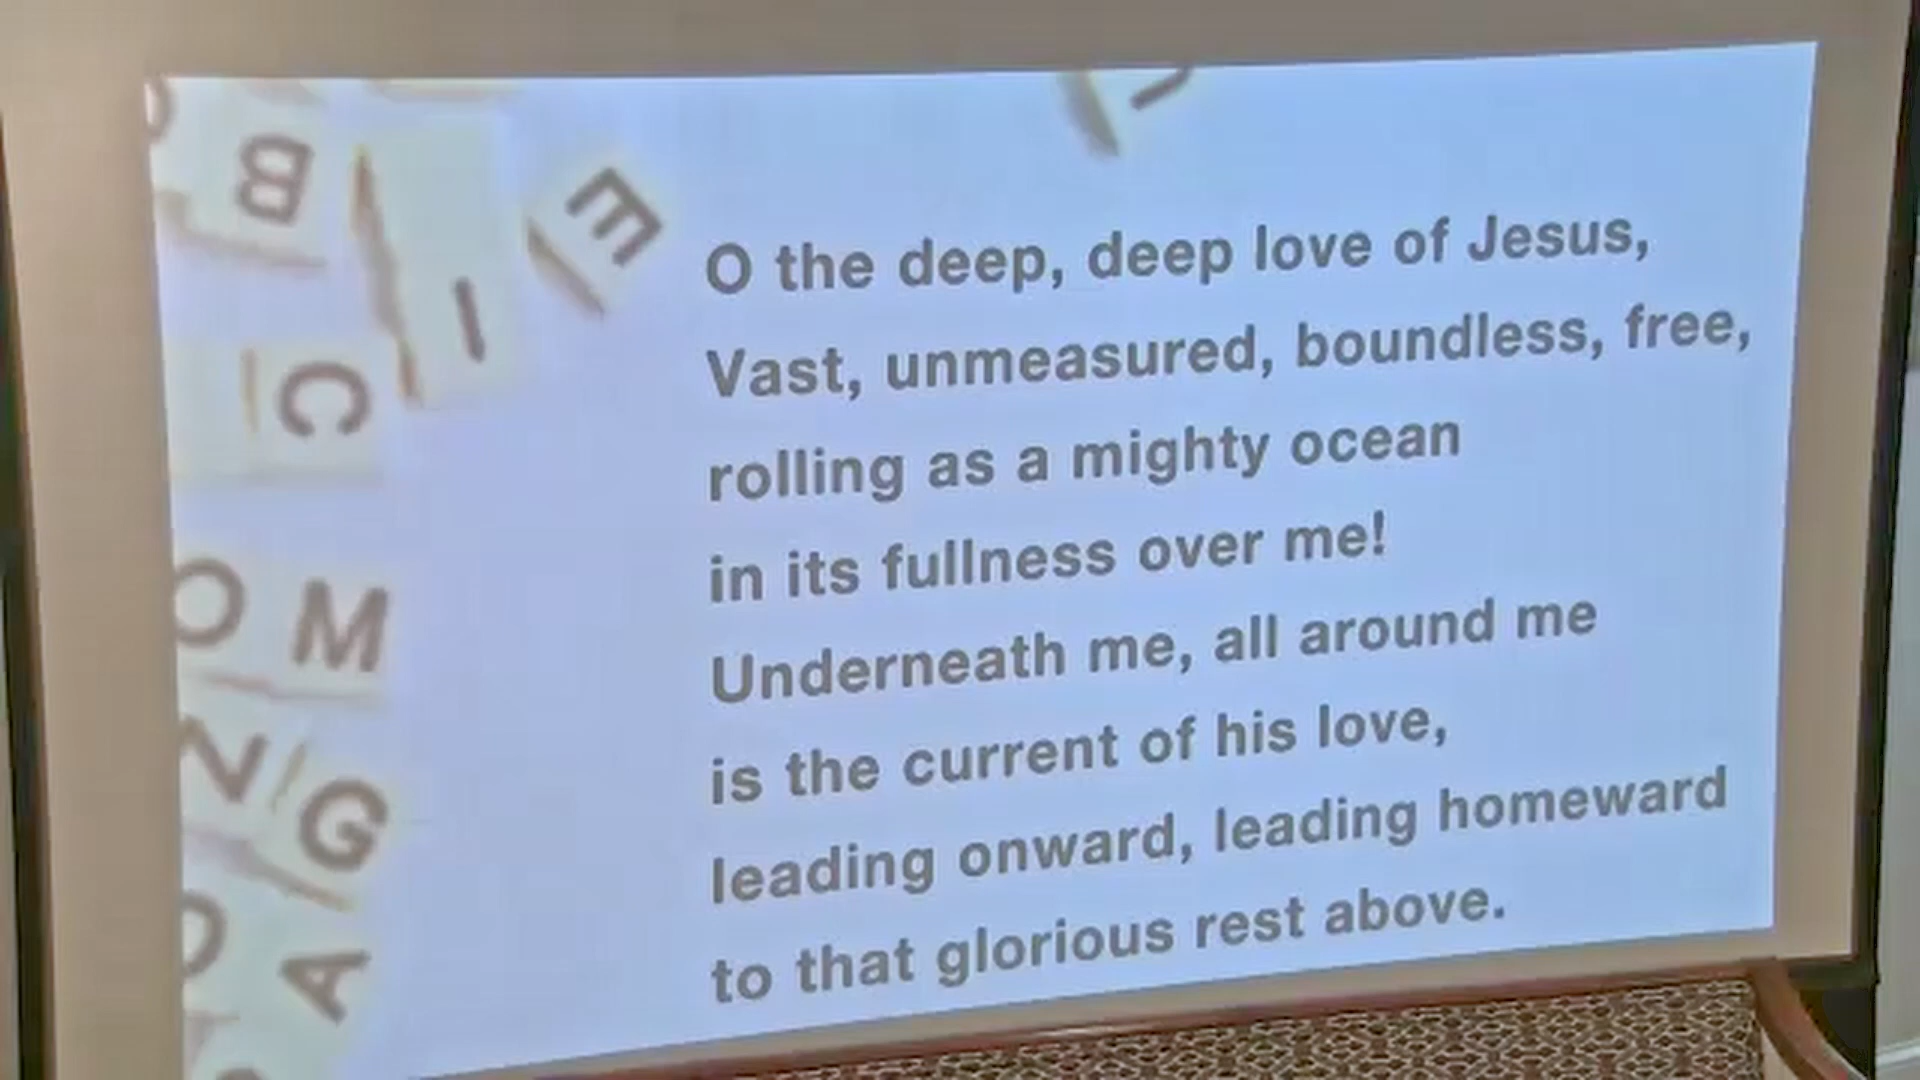 B
E
I
C
O M
N G
A
O the deep, deep love of Jesus,
Vast, unmeasured, boundless, free,
rolling as a mighty ocean
in its fullness over me!
Underneath me, all around me
is the current of his love,
leading onward, leading homeward
to that glorious rest above.